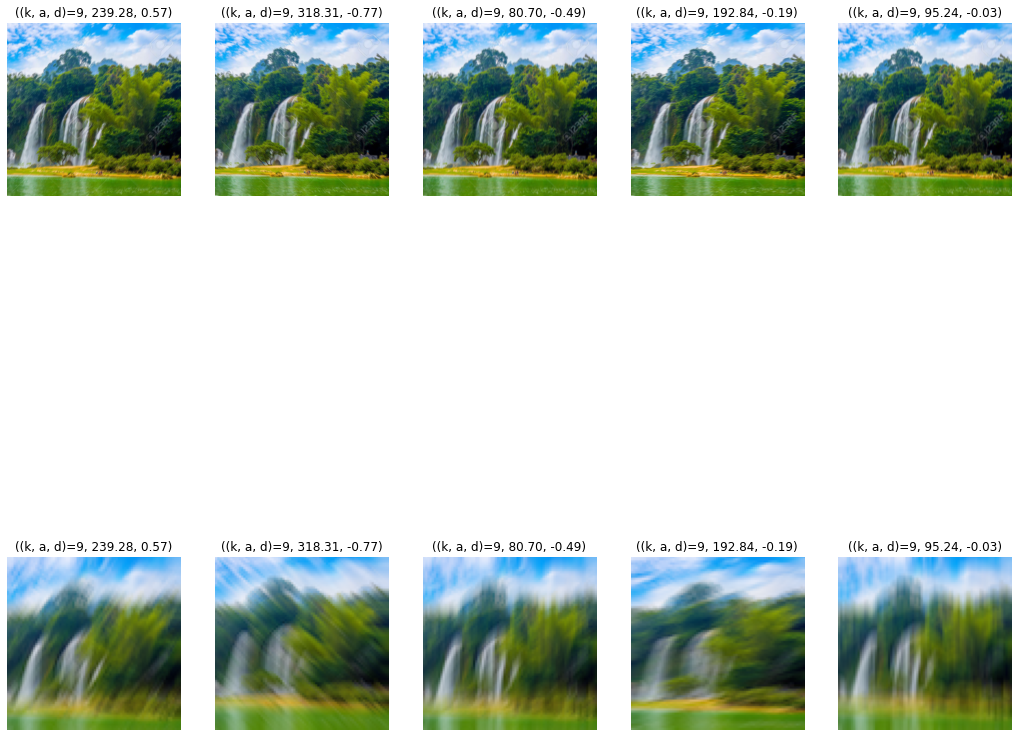 ((k, a, d)=9, 239.28, 0.57)
((k, a, d)=9, 318.31, -0.77)
((k, a, d)=9, 80.70, -0.49)
((k, a, d)=9, 192.84, -0.19)
((k, a, d)=9, 95.24, -0.03)
((k, a, d)=9, 239.28, 0.57)
((k, a, d)=9, 318.31, -0.77)
((k, a, d)=9, 80.70, -0.49)
((k, a, d)=9, 192.84, -0.19)
((k, a, d)=9, 95.24, -0.03)